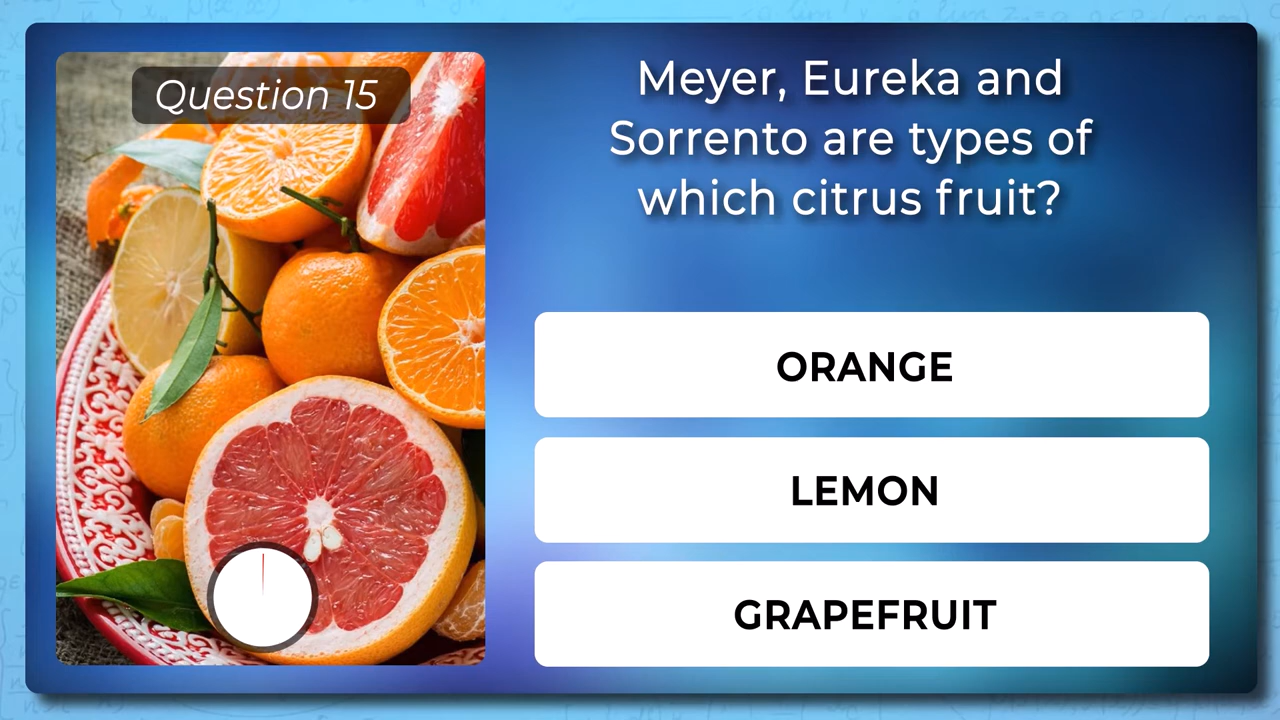 Question 15
Meyer, Eureka and
Sorrento are types of
which citrus fruit?
ORANGE
LEMON
GRAPEFRUIT